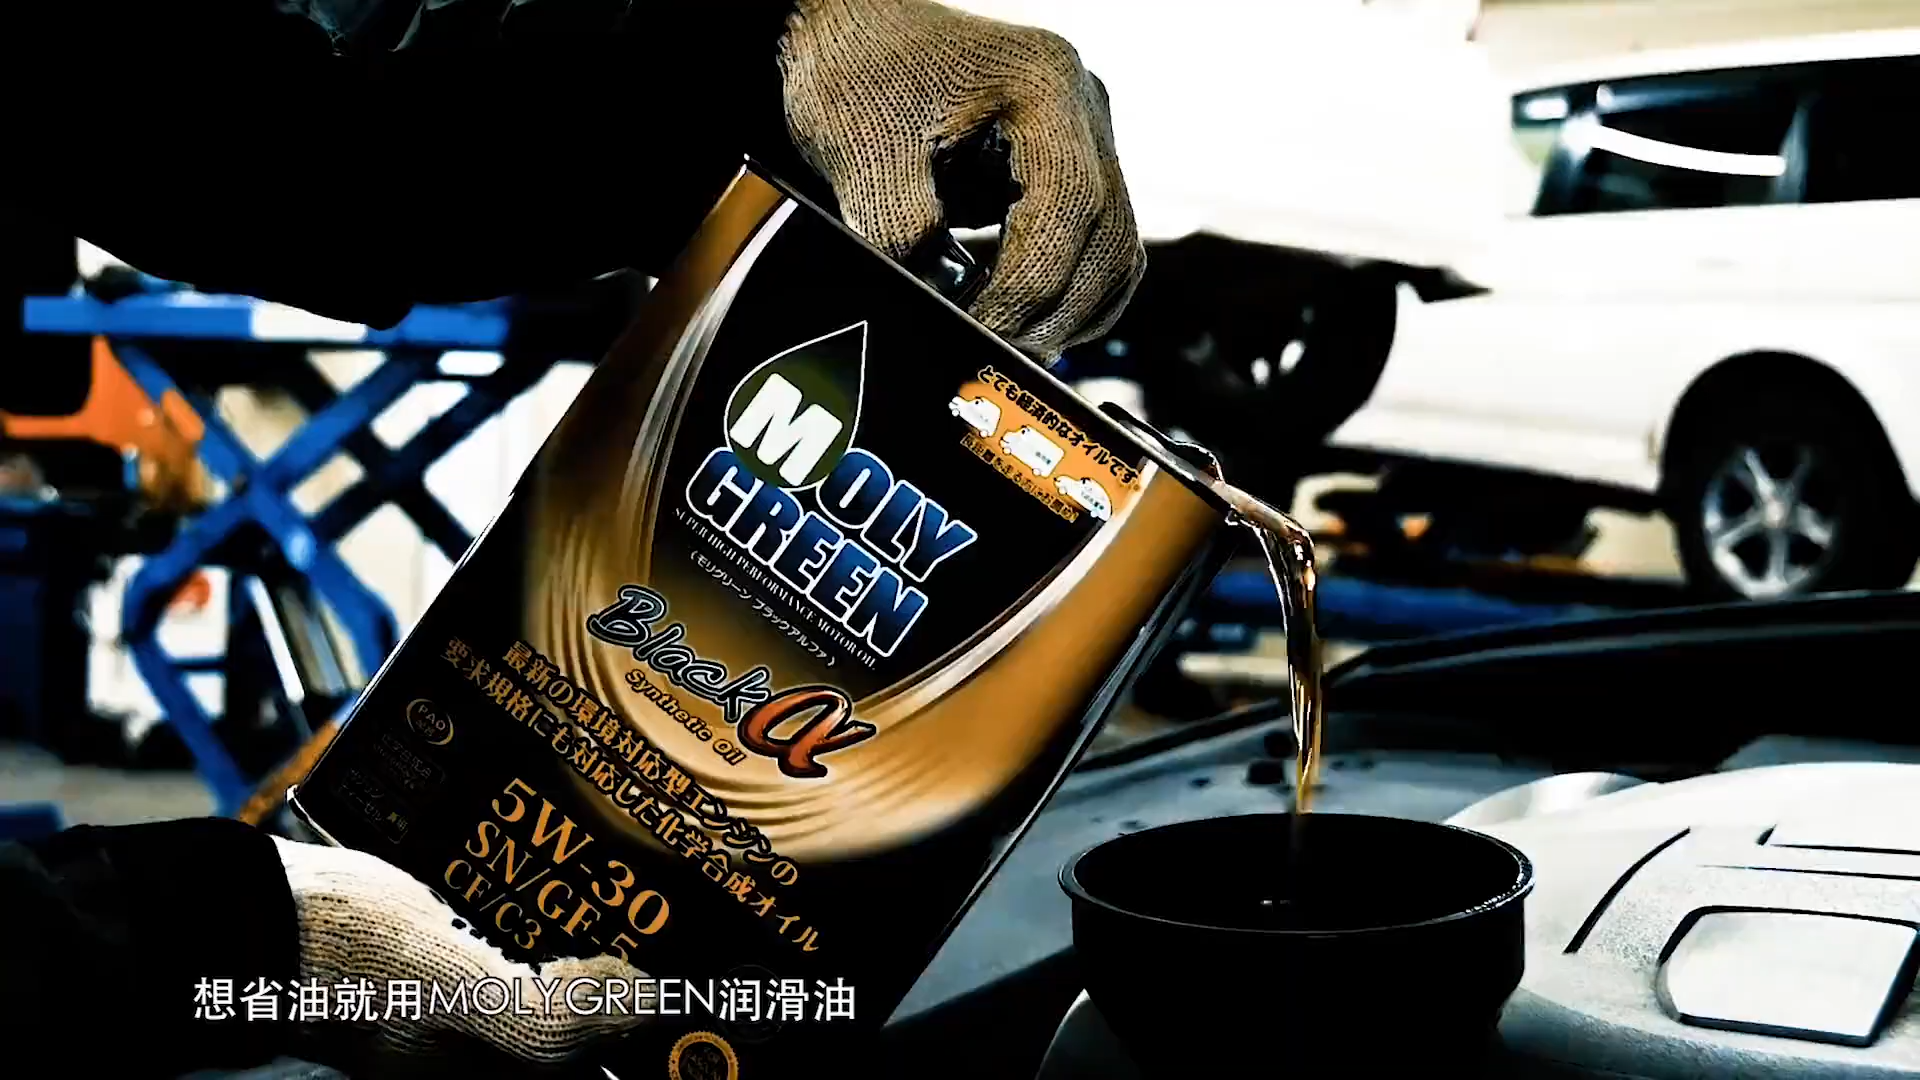 MOLY
GREEN
SUPER HIGH PERFORMANCE MOTOR OIL
(モリグリーン ブラックアルファ)
とても経済的なオイルです。
Black α
Synthetic Oil
最新の環境対応型エンジンの
要求規格にも対応した化学合成オイル
PAO
5W-30
SN/GF-5
CF/C3
想省油就用MOLYGREEN润滑油